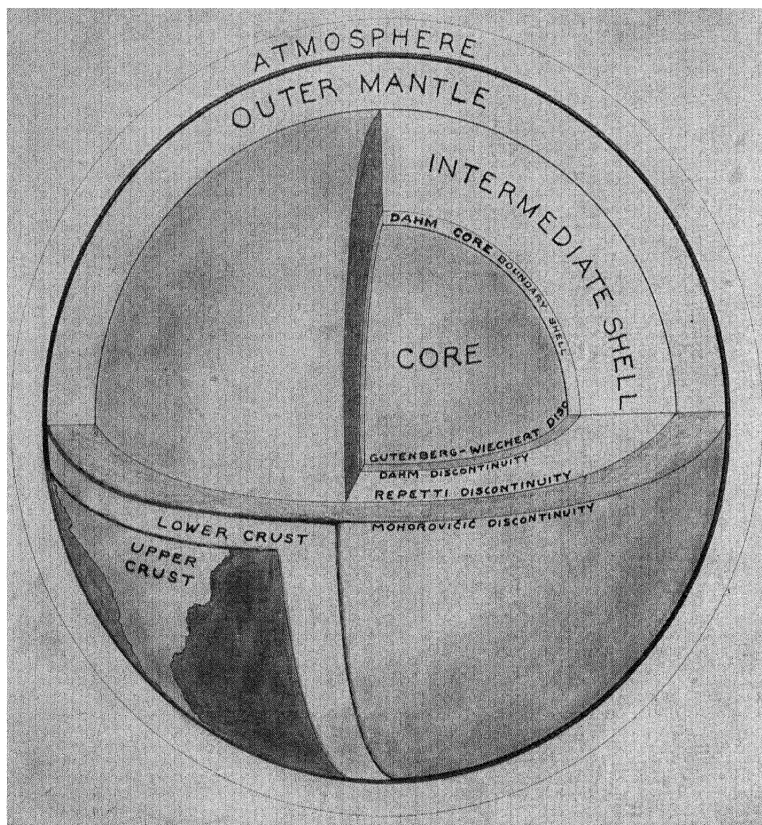 ATMOSPHERE
OUTER MANTLE
INTERMEDIATE SHELL
DAHM CORE BOUNDARY SHELL
CORE
GUTENBERG-WIECHERT DISC
DAHM DISCONTINUITY
REPETTI DISCONTINUITY
MOHOROVIČIĆ DISCONTINUITY
LOWER CRUST
UPPER
CRUST